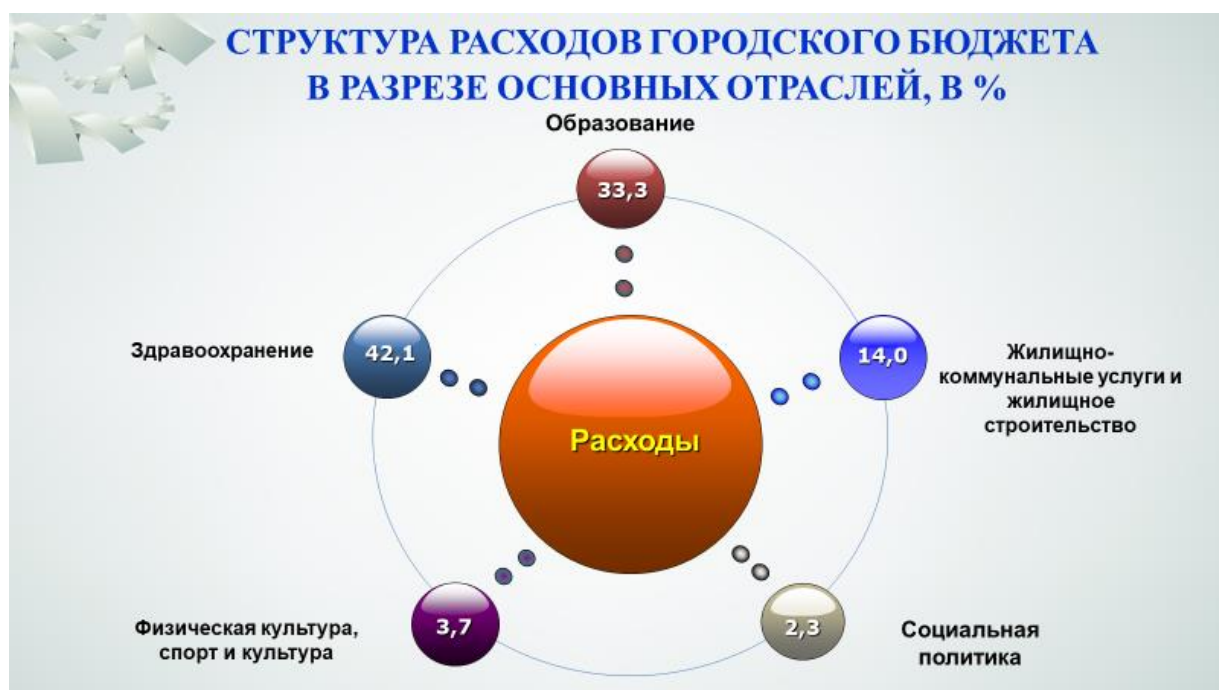 СТРУКТУРА РАСХОДОВ ГОРОДСКОГО БЮДЖЕТА
В РАЗРЕЗЕ ОСНОВНЫХ ОТРАСЛЕЙ, В %
Образование
33,3
Здравоохранение
42,1
14,0
Жилищно-
коммунальные услуги и
жилищное
строительство
Расходы
Физическая культура,
спорт и культура
3,7
2,3
Социальная
политика